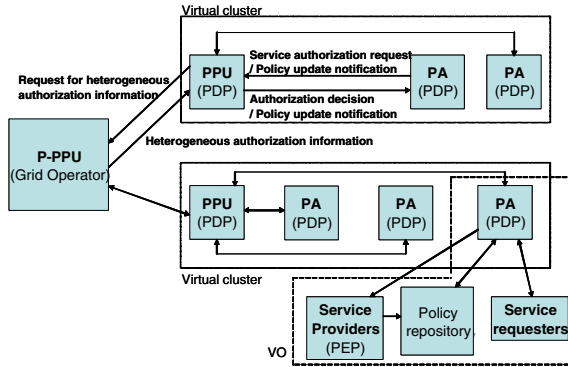 Virtual cluster
Service authorization request
/ Policy update notification
PPU
(PDP)
PA
(PDP)
PA
(PDP)
Request for heterogeneous
authorization information
Authorization decision
/ Policy update notification
Heterogeneous authorization information
P-PPU
(Grid Operator)
PPU
(PDP)
PA
(PDP)
PA
(PDP)
PA
(PDP)
Virtual cluster
Service
Providers
(PEP)
Policy
repository
Service
requesters
VO